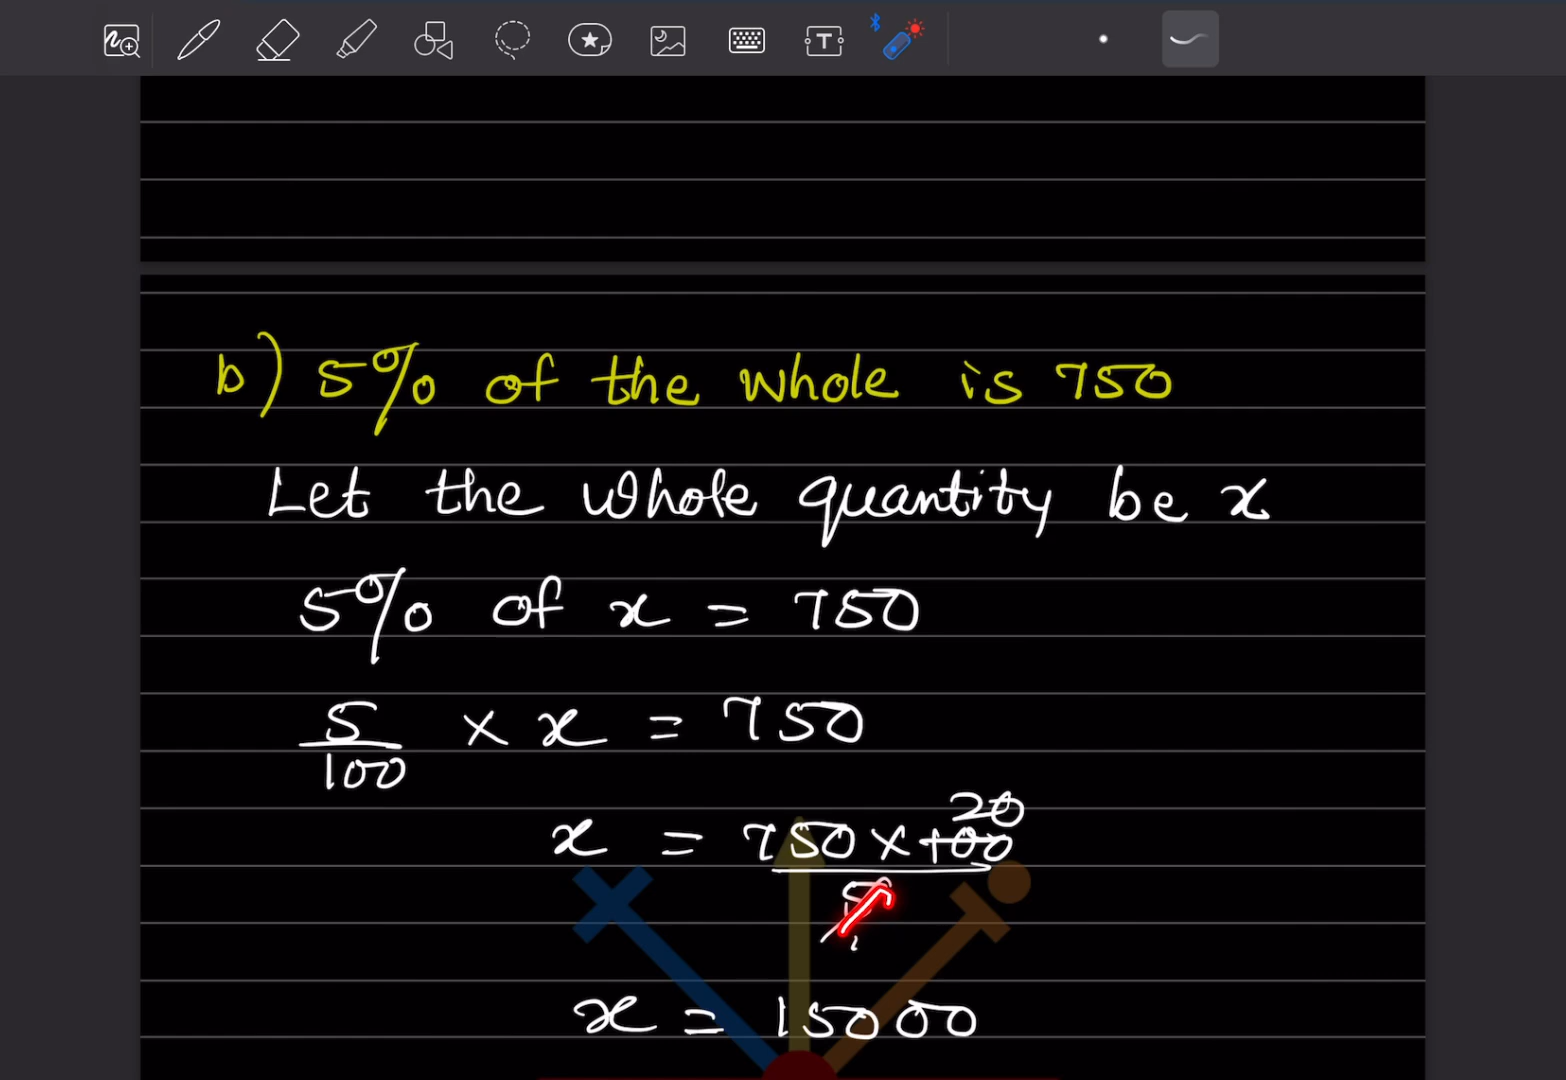 b) 5% of the whole is 750
Let the whole quantity be x
5% of x = 750
5/100 × x = 750
20
x = 750 × 100
5
1
x = 15000
T